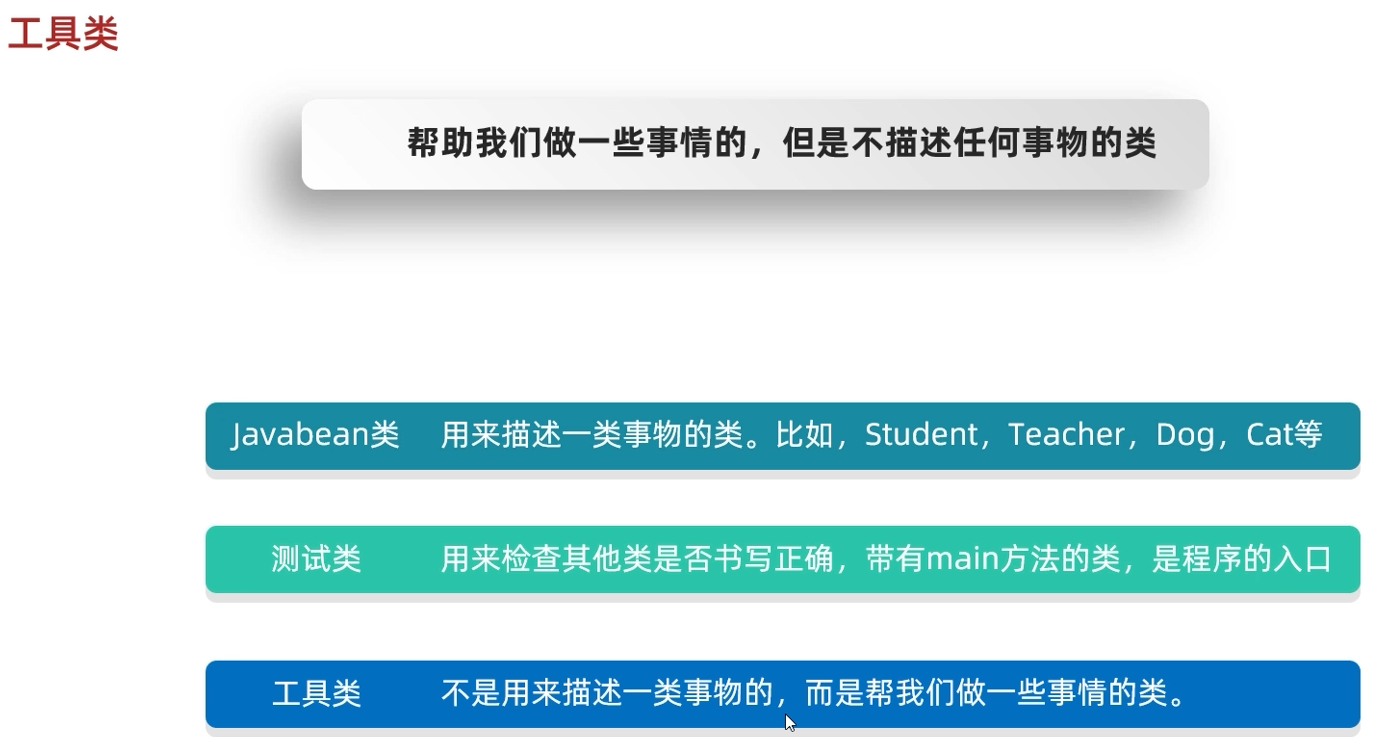 工具类
帮助我们做一些事情的，但是不描述任何事物的类
Javabean类 用来描述一类事物的类。比如，Student，Teacher，Dog，Cat等
测试类 用来检查其他类是否书写正确，带有main方法的类，是程序的入口
工具类 不是用来描述一类事物的，而是帮我们做一些事情的类。